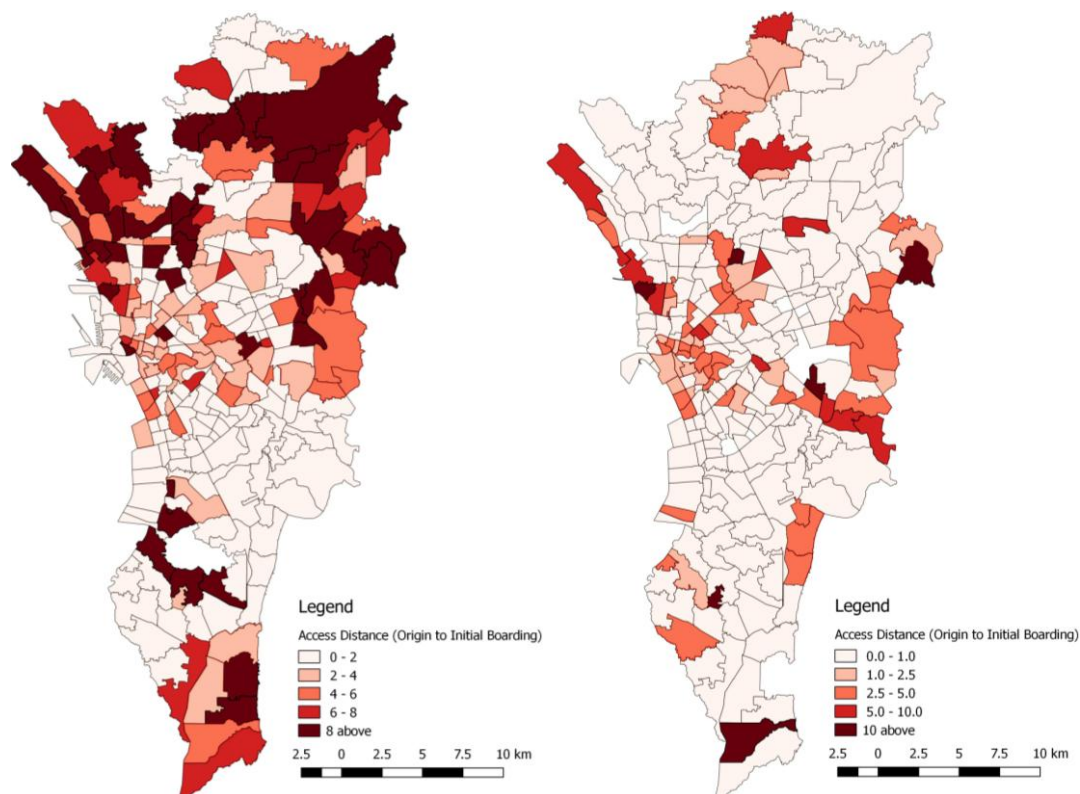 Legend
Access Distance (Origin to Initial Boarding)
0 - 2
2 - 4
4 - 6
6 - 8
8 above
2.5 0 2.5 5 7.5 10 km
Legend
Access Distance (Origin to Initial Boarding)
0.0 - 1.0
1.0 - 2.5
2.5 - 5.0
5.0 - 10.0
10 above
2.5 0 2.5 5 7.5 10 km